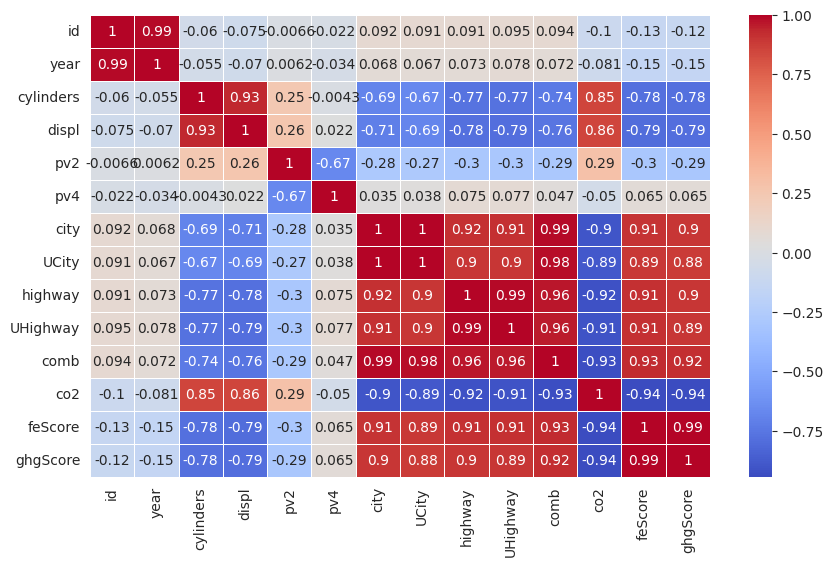 id 1 0.99 -0.06 -0.075 -0.0066 -0.022 0.092 0.091 0.091 0.095 0.094 -0.1 -0.13 -0.12
year 0.99 1 -0.055 -0.07 0.0062 -0.034 0.068 0.067 0.073 0.078 0.072 -0.081 -0.15 -0.15
cylinders -0.06 -0.055 1 0.93 0.25 -0.0043 -0.69 -0.67 -0.77 -0.77 -0.74 0.85 -0.78 -0.78
displ -0.075 -0.07 0.93 1 0.26 0.022 -0.71 -0.69 -0.78 -0.79 -0.76 0.86 -0.79 -0.79
pv2 -0.0066 0.0062 0.25 0.26 1 -0.67 -0.28 -0.27 -0.3 -0.3 -0.29 0.29 -0.3 -0.29
pv4 -0.022 -0.034 -0.0043 0.022 -0.67 1 0.035 0.038 0.075 0.077 0.047 -0.05 0.065 0.065
city 0.092 0.068 -0.69 -0.71 -0.28 0.035 1 1 0.92 0.91 0.99 -0.9 0.91 0.9
UCity 0.091 0.067 -0.67 -0.69 -0.27 0.038 1 1 0.9 0.9 0.98 -0.89 0.89 0.88
highway 0.091 0.073 -0.77 -0.78 -0.3 0.075 0.92 0.9 1 0.99 0.96 -0.92 0.91 0.9
UHighway 0.095 0.078 -0.77 -0.79 -0.3 0.077 0.91 0.9 0.99 1 0.96 -0.91 0.91 0.89
comb 0.094 0.072 -0.74 -0.76 -0.29 0.047 0.99 0.98 0.96 0.96 1 -0.93 0.93 0.92
co2 -0.1 -0.081 0.85 0.86 0.29 -0.05 -0.9 -0.89 -0.92 -0.91 -0.93 1 -0.94 -0.94
feScore -0.13 -0.15 -0.78 -0.79 -0.3 0.065 0.91 0.89 0.91 0.91 0.93 -0.94 1 0.99
ghgScore -0.12 -0.15 -0.78 -0.79 -0.29 0.065 0.9 0.88 0.9 0.89 0.92 -0.94 0.99 1
id year cylinders displ pv2 pv4 city UCity highway UHighway comb co2 feScore ghgScore
1.00
0.75
0.50
0.25
0.00
−0.25
−0.50
−0.75